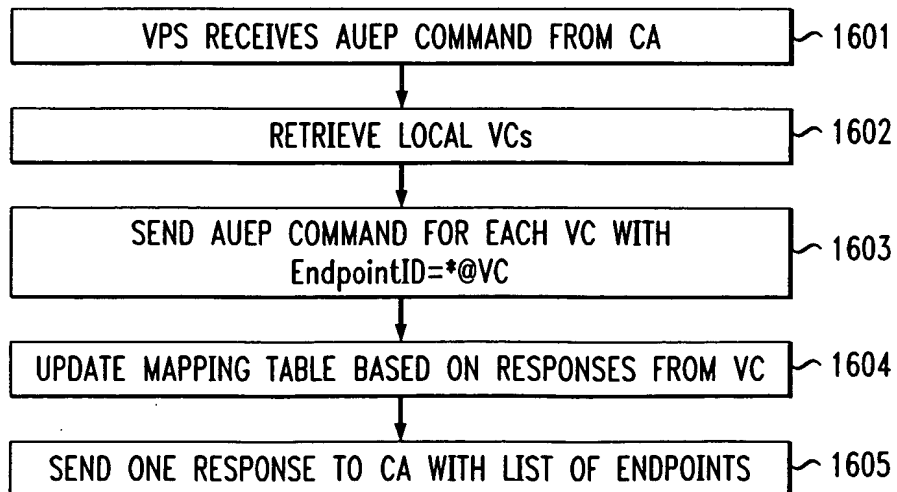 VPS RECEIVES AUEP COMMAND FROM CA 1601
RETRIEVE LOCAL VCs 1602
SEND AUEP COMMAND FOR EACH VC WITH
EndpointID=*@VC 1603
UPDATE MAPPING TABLE BASED ON RESPONSES FROM VC 1604
SEND ONE RESPONSE TO CA WITH LIST OF ENDPOINTS 1605